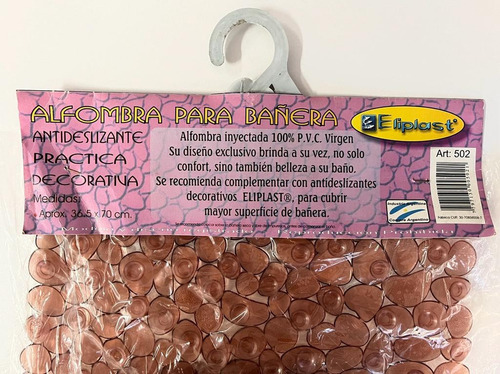 ALFOMBRA PARA BAÑERA
Eliplast
ANTIDESLIZANTE
PRACTICA
DECORATIVA
Medidas:
Aprox. 36.5 x 70 cm.
Alfombra inyectada 100% P.V.C. Virgen
Su diseño exclusivo brinda a su vez, no solo
confort, sino también belleza a su baño.
Se recomienda complementar con antideslizantes
decorativos ELIPLAST®, para cubrir
mayor superficie de bañera.
Art: 502
Industria Argentina